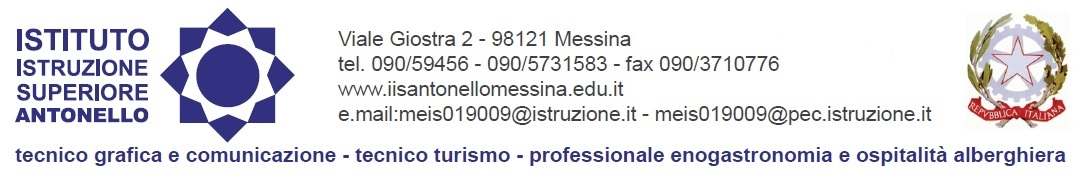 ISTITUTO
ISTRUZIONE
SUPERIORE
ANTONELLO
Viale Giostra 2 - 98121 Messina
tel. 090/59456 - 090/5731583 - fax 090/3710776
www.iisantonellomessina.edu.it
e.mail:meis019009@istruzione.it - meis019009@pec.istruzione.it
REPVBBLICA ITALIANA
tecnico grafica e comunicazione - tecnico turismo - professionale enogastronomia e ospitalità alberghiera